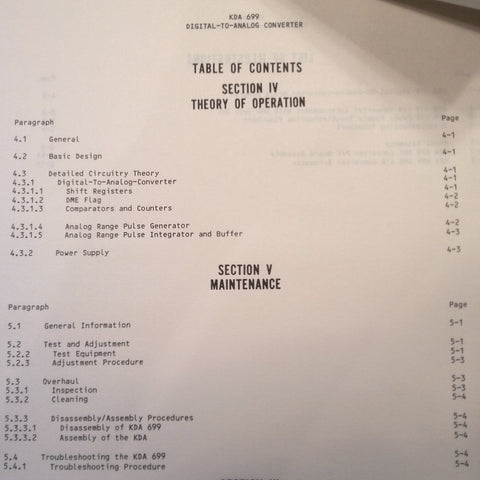 KDA 699
DIGITAL-TO-ANALOG CONVERTER
TABLE OF CONTENTS
SECTION IV
THEORY OF OPERATION
Paragraph Page
4.1 General 4-1
4.2 Basic Design 4-1
4.3 Detailed Circuitry Theory 4-1
4.3.1 Digital-To-Analog-Converter 4-1
4.3.1.1 Shift Registers 4-1
4.3.1.2 DME Flag 4-2
4.3.1.3 Comparators and Counters 4-2
4.3.1.4 Analog Range Pulse Generator 4-2
4.3.1.5 Analog Range Pulse Integrator and Buffer 4-3
4.3.2 Power Supply 4-3
SECTION V
MAINTENANCE
Paragraph Page
5.1 General Information 5-1
5.2 Test and Adjustment 5-1
5.2.2 Test Equipment 5-1
5.2.3 Adjustment Procedure 5-3
5.3 Overhaul 5-3
5.3.1 Inspection 5-3
5.3.2 Cleaning 5-4
5.3.3 Disassembly/Assembly Procedures 5-4
5.3.3.1 Disassembly of KDA 699 5-4
5.3.3.2 Assembly of the KDA 5-4
5.4 Troubleshooting the KDA 699 5-4
5.4.1 Troubleshooting Procedure 5-4